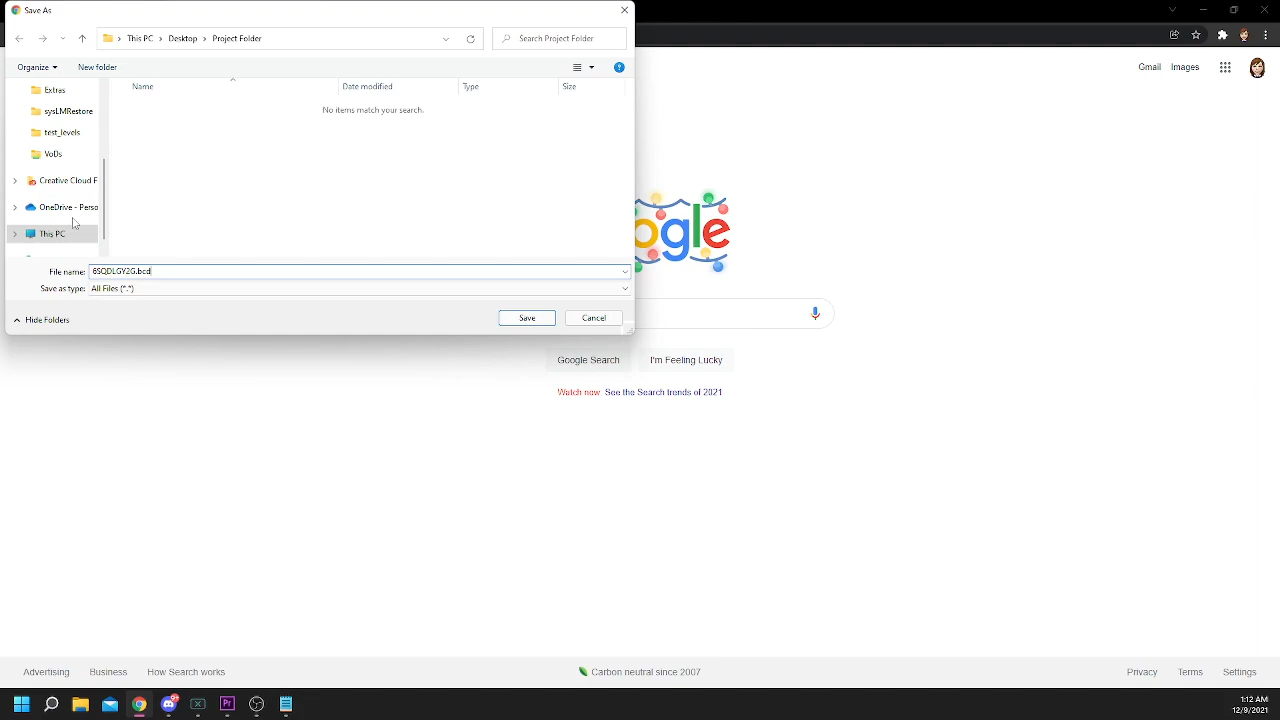 Save As
This PC > Desktop > Project Folder
Search Project Folder
Organize
New folder
Gmail
Images
Name
Date modified
Type
Size
No items match your search.
Extras
sysLMRestore
test_levels
VoDs
Creative Cloud F
OneDrive - Perso
This PC
File name: 6SQDLGY2G.bcd
Save as type: All Files (*.*)
Hide Folders
Save
Cancel
ogle
Google Search
I'm Feeling Lucky
Watch now See the Search trends of 2021
Advertising
Business
How Search works
Carbon neutral since 2007
Privacy
Terms
Settings
Pr
1:12 AM
12/9/2021